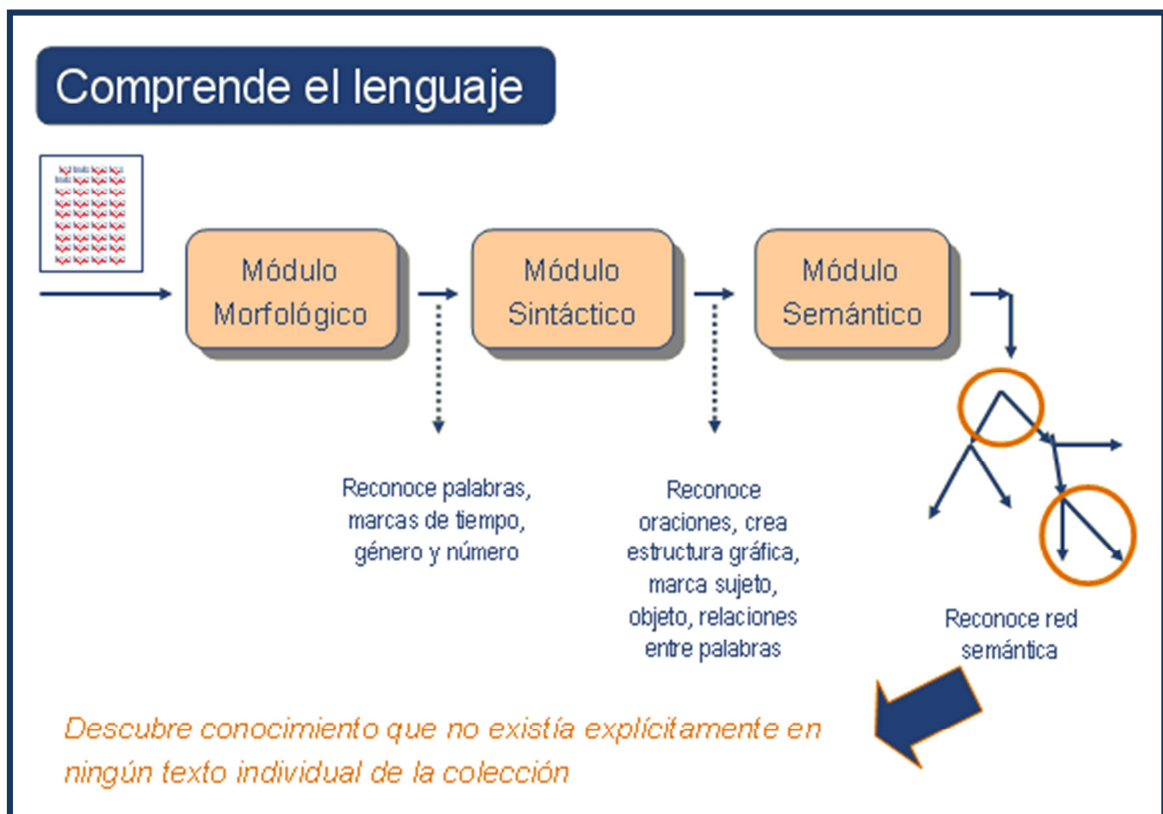 Comprende el lenguaje
Módulo
Morfológico
Módulo
Sintáctico
Módulo
Semántico
Reconoce palabras,
marcas de tiempo,
género y número
Reconoce
oraciones, crea
estructura gráfica,
marca sujeto,
objeto, relaciones
entre palabras
Reconoce red
semántica
Descubre conocimiento que no existía explícitamente en
ningún texto individual de la colección